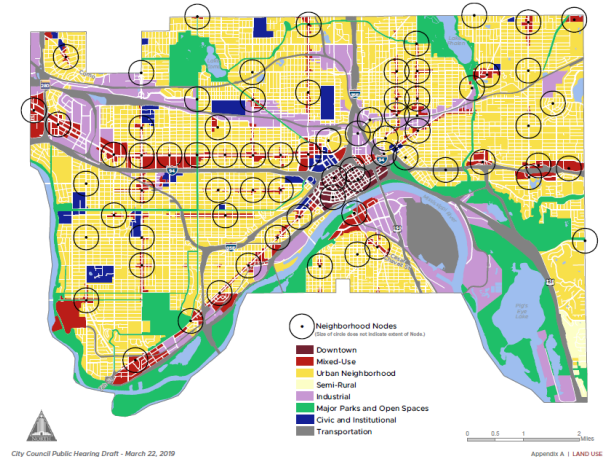 Neighborhood Nodes
(Size of circle does not indicate extent of Node.)
Downtown
Mixed-Use
Urban Neighborhood
Semi-Rural
Industrial
Major Parks and Open Spaces
Civic and Institutional
Transportation
0 0.5 1 2
Miles
City Council Public Hearing Draft - March 22, 2019
Appendix A | LAND USE